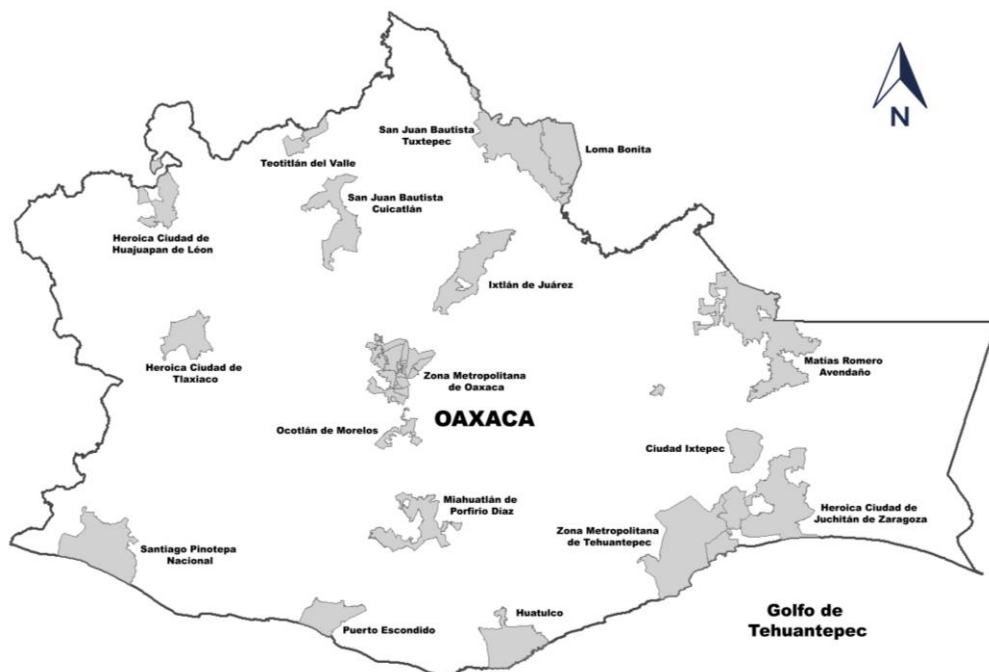 N
San Juan Bautista
Tuxtepec
Loma Bonita
Teotitlán del Valle
San Juan Bautista
Cuicatlán
Heroica Ciudad de
Huajuapan de Léon
Ixtlán de Juárez
Heroica Ciudad de
Tlaxiaco
Zona Metropolitana
de Oaxaca
Matías Romero
Avendaño
OAXACA
Ocotlán de Morelos
Ciudad Ixtepec
Miahuatlán de
Porfirio Díaz
Heroica Ciudad de
Juchitán de Zaragoza
Zona Metropolitana
de Tehuantepec
Santiago Pinotepa
Nacional
Puerto Escondido
Huatulco
Golfo de
Tehuantepec